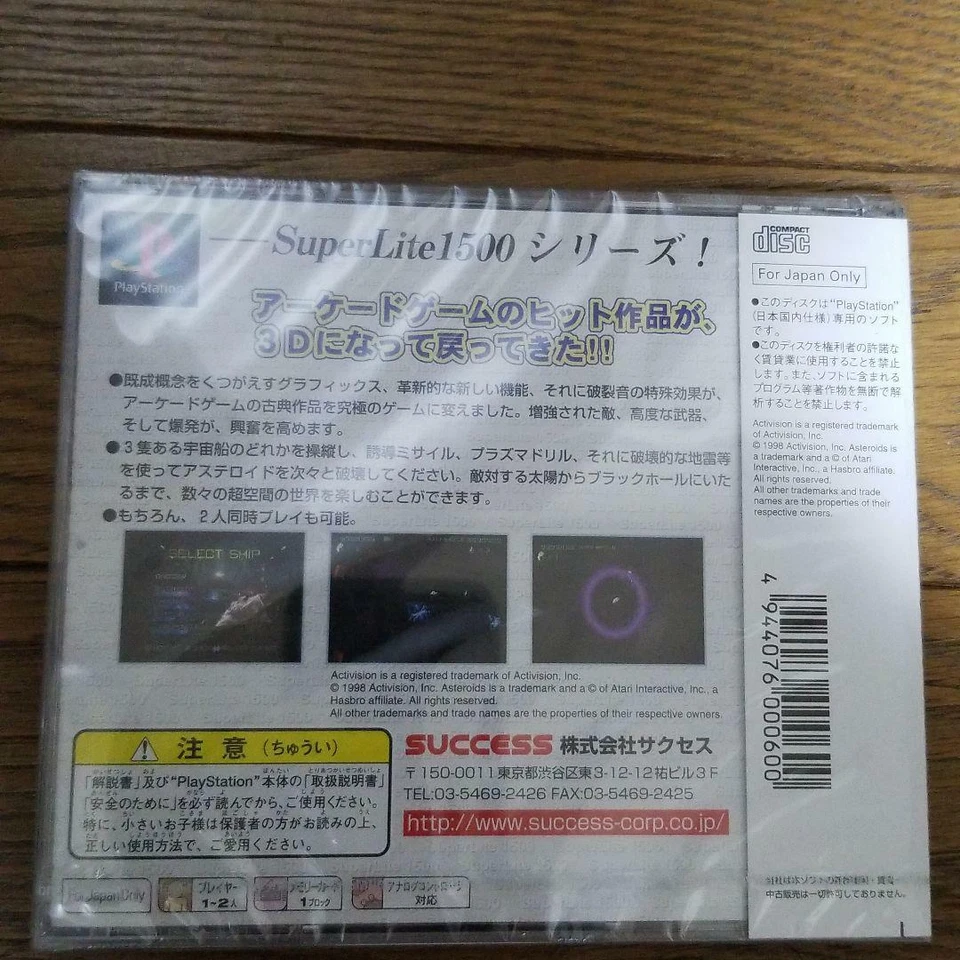 PlayStation
SuperLite1500 シリーズ!
アーケードゲームのヒット作品が、
3Dになって戻ってきた!!
●既成概念をくつがえすグラフィックス、革新的な新しい機能、それに破裂音の特殊効果が、
アーケードゲームの古典作品を究極のゲームに変えました。増強された敵、高度な武器、
そして爆発が、興奮を高めます。
●3隻ある宇宙船のどれかを操縦し、誘導ミサイル、プラズマドリル、それに破壊的な地雷等
を使ってアステロイドを次々と破壊してください。敵対する太陽からブラックホールにいた
るまで、数々の超空間の世界を楽しむことができます。
●もちろん、2人同時プレイも可能。
SELECT SHIP
Activision is a registered trademark of Activision, Inc.
© 1998 Activision, Inc. Asteroids is a trademark and a © of Atari Interactive, Inc., a
Hasbro affiliate. All rights reserved.
All other trademarks and trade names are the properties of their respective owners.
注意(ちゅうい)
「解説書」及び“PlayStation”本体の「取扱説明書」
「安全のために」を必ず読んでから、ご使用ください。
特に、小さいお子様は保護者の方がお読みの上、
正しい使用方法で、ご愛用ください。
SUCCESS 株式会社サクセス
〒150-0011 東京都渋谷区東3-12-12祐ビル3F
TEL:03-5469-2426 FAX:03-5469-2425
http://www.success-corp.co.jp/
For Japan Only
プレイヤー
1~2人
メモリーカード
1ブロック
アナログコントローラ
対応
COMPACT
disc
For Japan Only
●このディスクは“PlayStation”
(日本国内仕様)専用のソフト
です。
●このディスクを権利者の許諾な
く賃貸業に使用することを禁止
します。また、ソフトに含まれる
プログラム等著作物を無断で解
析することを禁止します。
Activision is a registered trademark
of Activision, Inc.
© 1998 Activision, Inc. Asteroids is
a trademark and a © of Atari
Interactive, Inc., a Hasbro affiliate.
All rights reserved.
All other trademarks and trade
names are the properties of their
respective owners.
4 944076 000600
中古販売は一切許可しておりません。